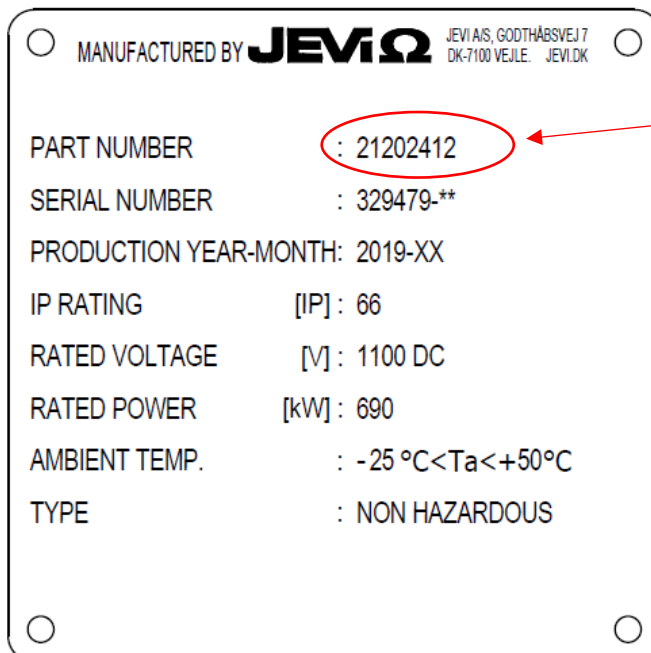 MANUFACTURED BY JEVI Ω JEVI A/S, GODTHÅBSVEJ 7
DK-7100 VEJLE. JEVI.DK
PART NUMBER : 21202412
SERIAL NUMBER : 329479-**
PRODUCTION YEAR-MONTH: 2019-XX
IP RATING [IP] : 66
RATED VOLTAGE [V] : 1100 DC
RATED POWER [kW] : 690
AMBIENT TEMP. : -25 °C<Ta<+50°C
TYPE : NON HAZARDOUS